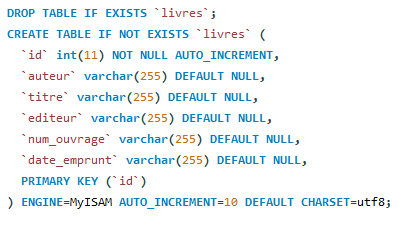 DROP TABLE IF EXISTS `livres`;
CREATE TABLE IF NOT EXISTS `livres` (
  `id` int(11) NOT NULL AUTO_INCREMENT,
  `auteur` varchar(255) DEFAULT NULL,
  `titre` varchar(255) DEFAULT NULL,
  `editeur` varchar(255) DEFAULT NULL,
  `num_ouvrage` varchar(255) DEFAULT NULL,
  `date_emprunt` varchar(255) DEFAULT NULL,
  PRIMARY KEY (`id`)
) ENGINE=MyISAM AUTO_INCREMENT=10 DEFAULT CHARSET=utf8;